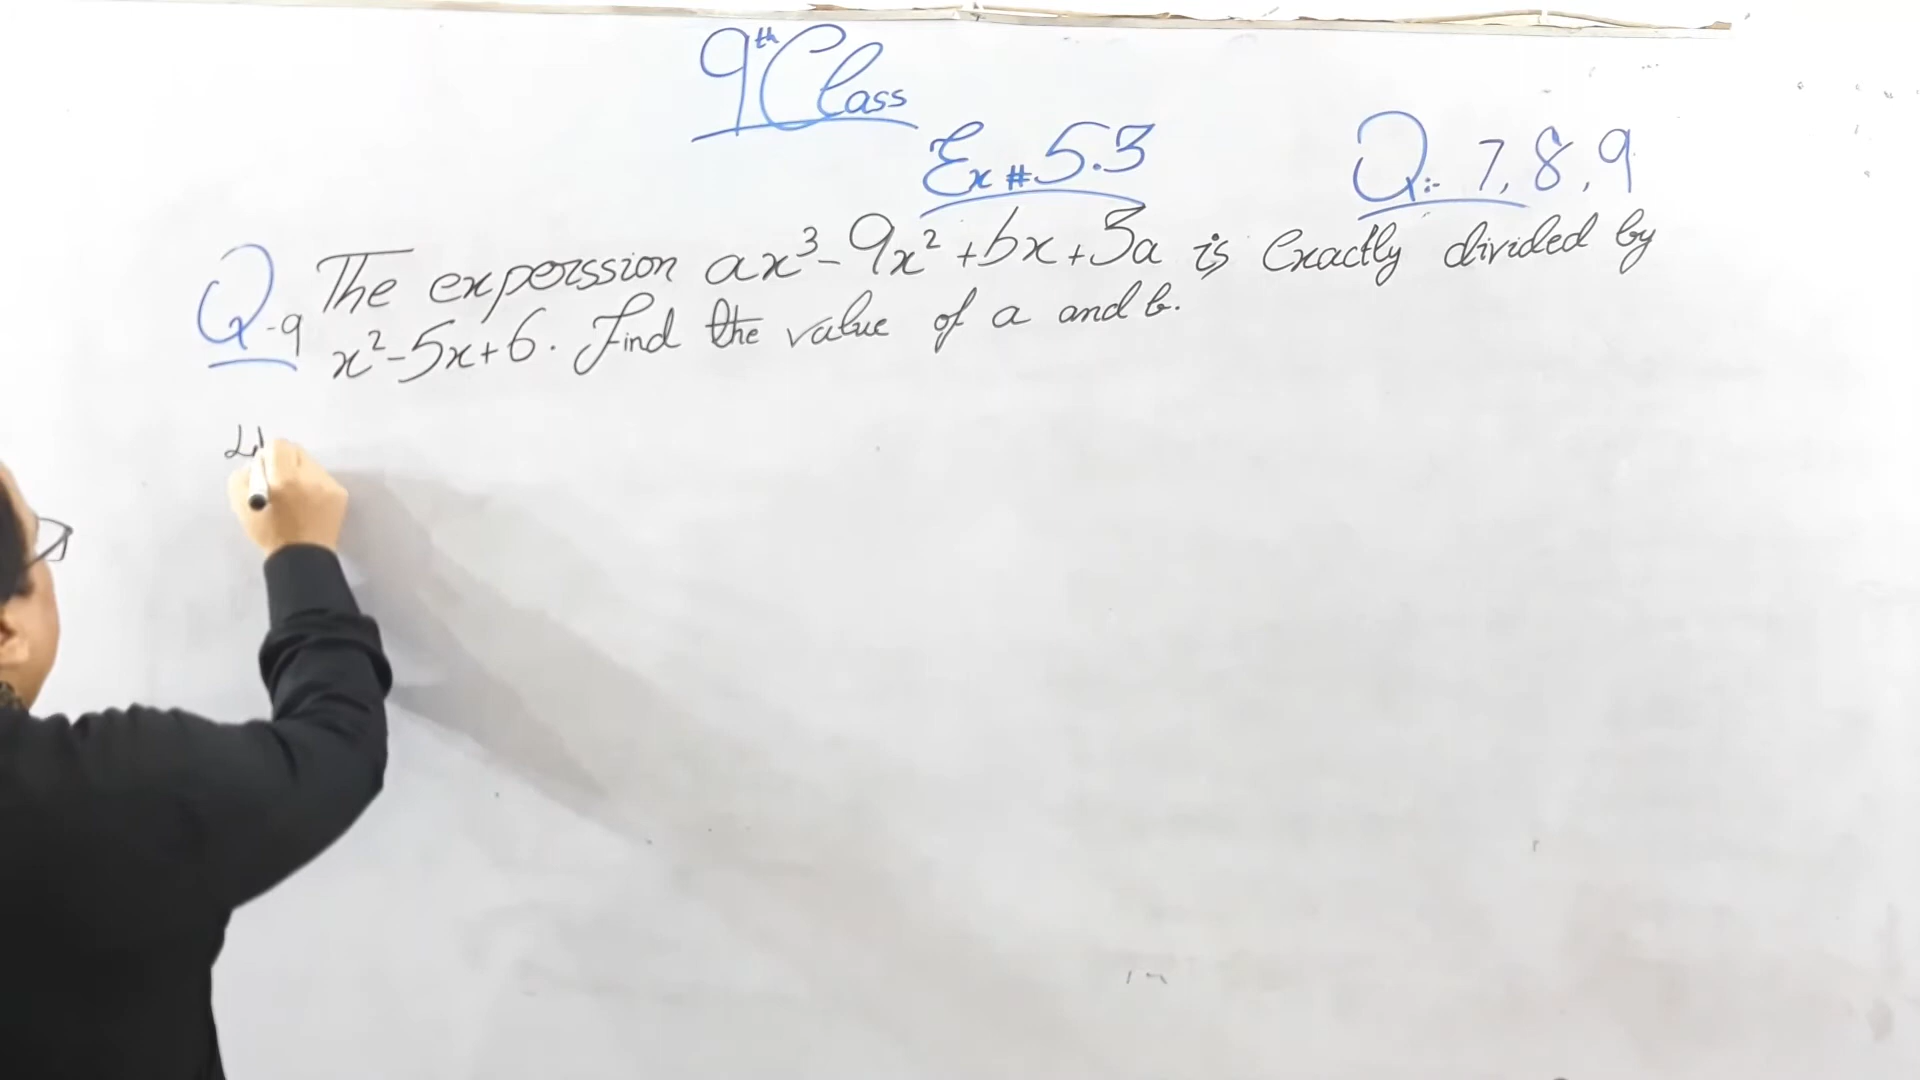 9th Class
Ex # 5.3
Q:- 7, 8, 9
Q-9 The experssion ax³-9x²+bx+3a is Exactly divided by
x²-5x+6. Find the value of a and b.